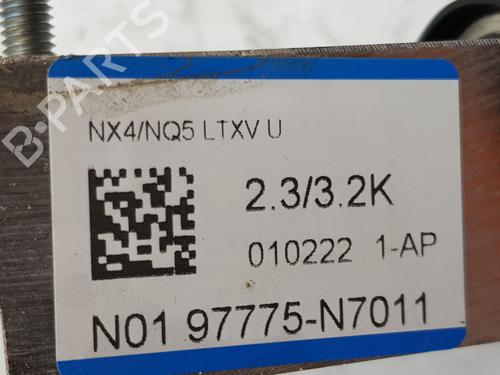 NX4/NQ5 LTXV U
2.3/3.2K
010222 1-AP
N01 97775-N7011
B-PARTS